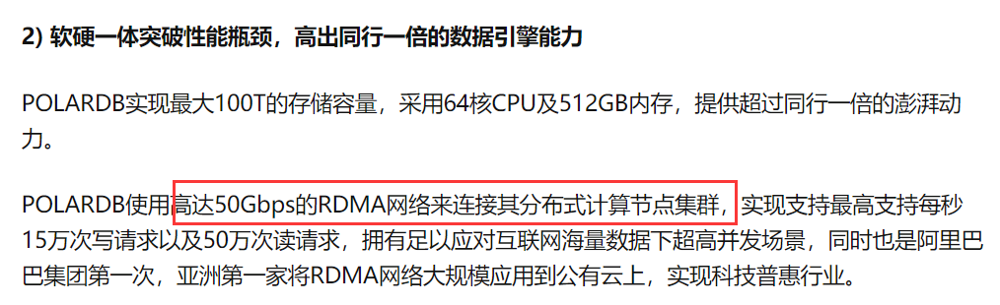 2) 软硬一体突破性能瓶颈，高出同行一倍的数据引擎能力
POLARDB实现最大100T的存储容量，采用64核CPU及512GB内存，提供超过同行一倍的澎湃动
力。
POLARDB使用高达50Gbps的RDMA网络来连接其分布式计算节点集群，实现支持最高支持每秒
15万次写请求以及50万次读请求，拥有足以应对互联网海量数据下超高并发场景，同时也是阿里巴
巴集团第一次，亚洲第一家将RDMA网络大规模应用到公有云上，实现科技普惠行业。